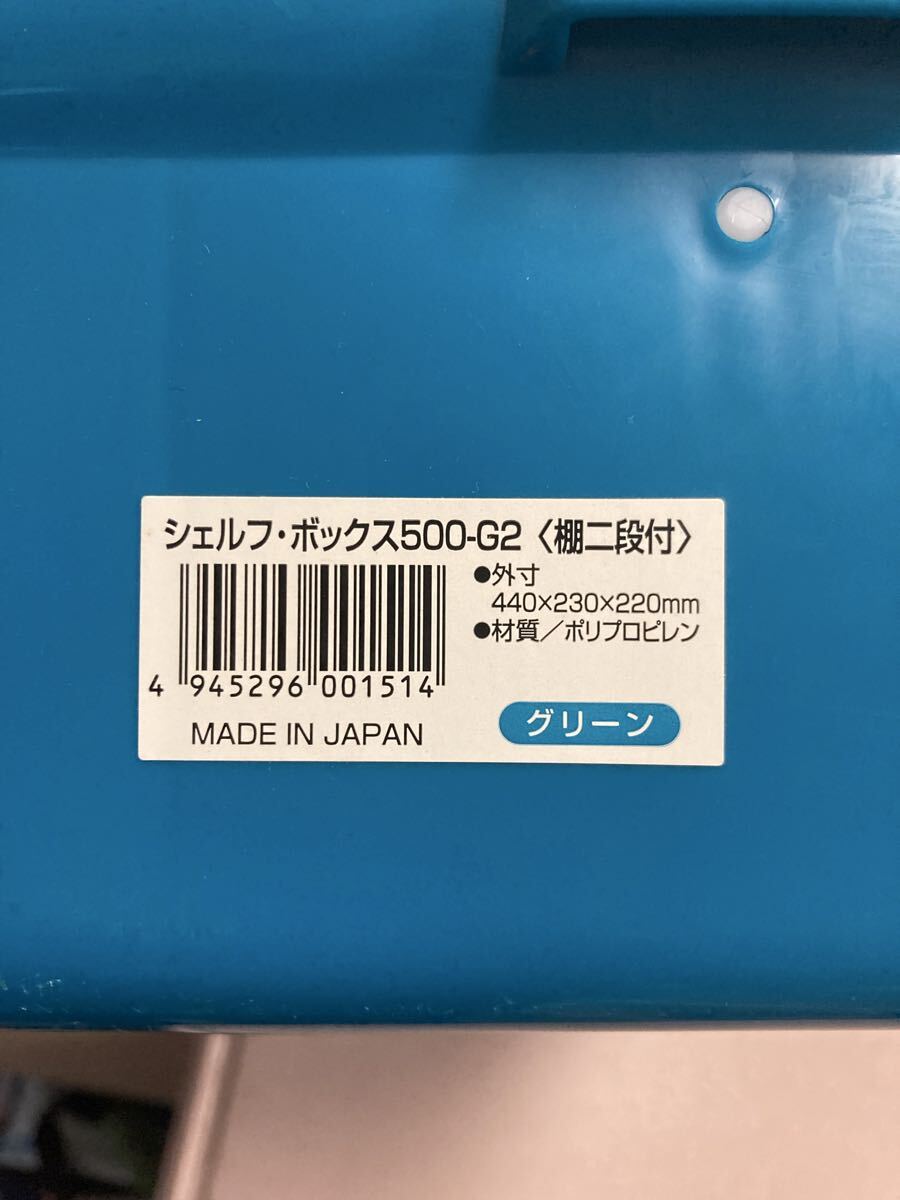 シェルフ・ボックス500-G2〈棚二段付〉
●外寸
440×230×220mm
●材質／ポリプロピレン
4 945296 001514
MADE IN JAPAN
グリーン